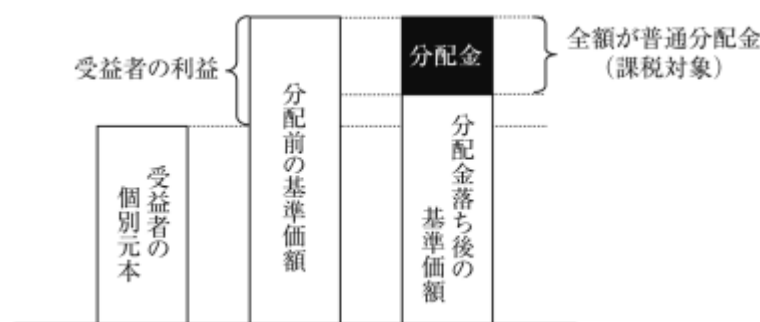 受益者の利益
受益者の
個別元本
分配前の基準価額
分配金
分配金落ち後の
基準価額
全額が普通分配金
（課税対象）